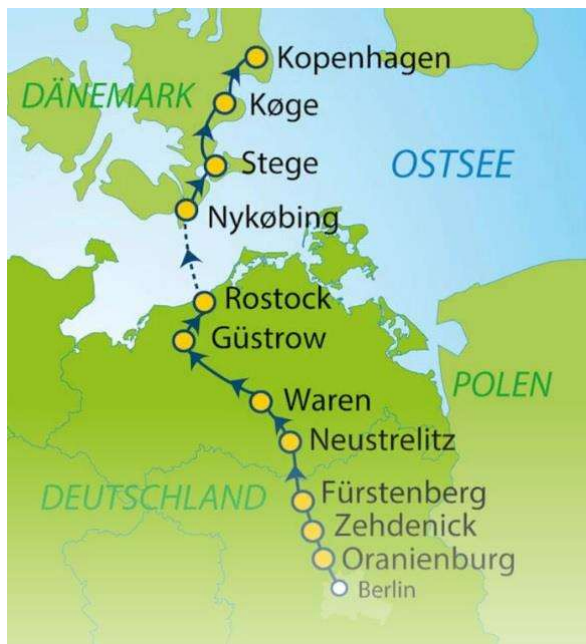 Kopenhagen
DÄNEMARK
Køge
Stege
OSTSEE
Nykøbing
Rostock
Güstrow
POLEN
Waren
Neustrelitz
DEUTSCHLAND
Fürstenberg
Zehdenick
Oranienburg
Berlin